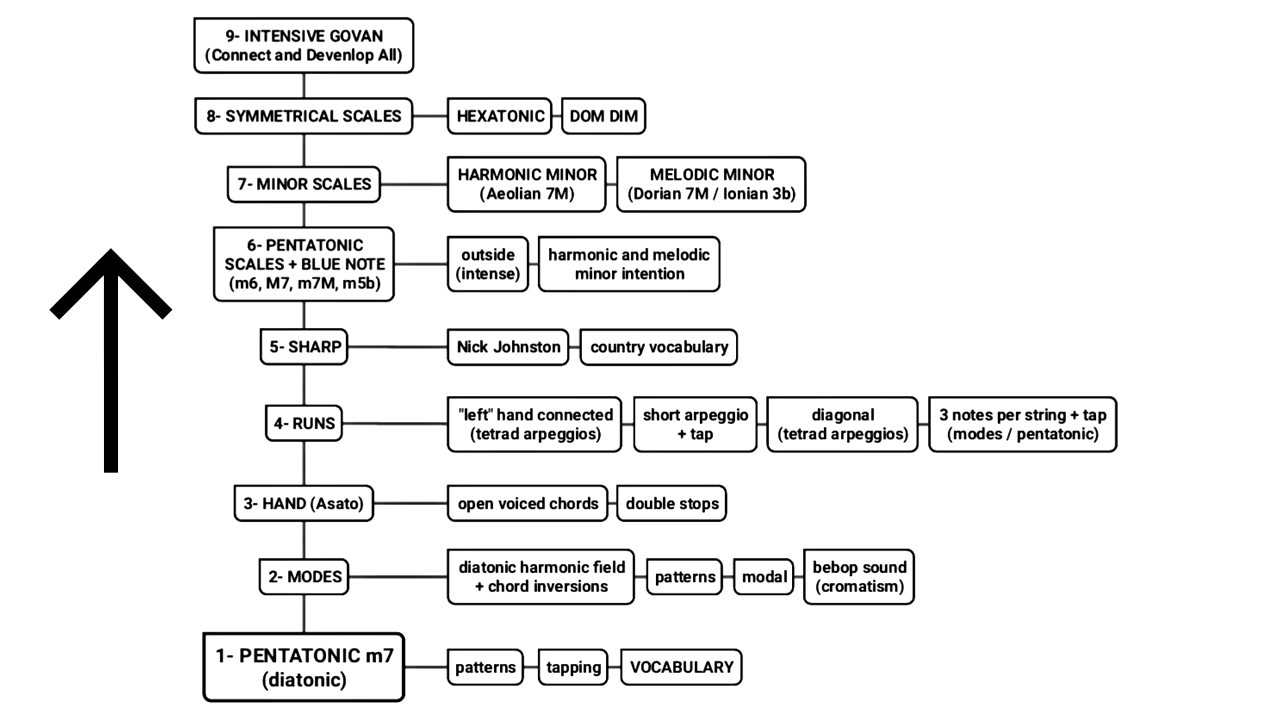 9- INTENSIVE GOVAN
(Connect and Devenlop All)
8- SYMMETRICAL SCALES
HEXATONIC
DOM DIM
7- MINOR SCALES
HARMONIC MINOR
(Aeolian 7M)
MELODIC MINOR
(Dorian 7M / Ionian 3b)
6- PENTATONIC
SCALES + BLUE NOTE
(m6, M7, m7M, m5b)
outside
(intense)
harmonic and melodic
minor intention
5- SHARP
Nick Johnston
country vocabulary
4- RUNS
"left" hand connected
(tetrad arpeggios)
short arpeggio
+ tap
diagonal
(tetrad arpeggios)
3 notes per string + tap
(modes / pentatonic)
3- HAND (Asato)
open voiced chords
double stops
2- MODES
diatonic harmonic field
+ chord inversions
patterns
modal
bebop sound
(cromatism)
1- PENTATONIC m7
(diatonic)
patterns
tapping
VOCABULARY